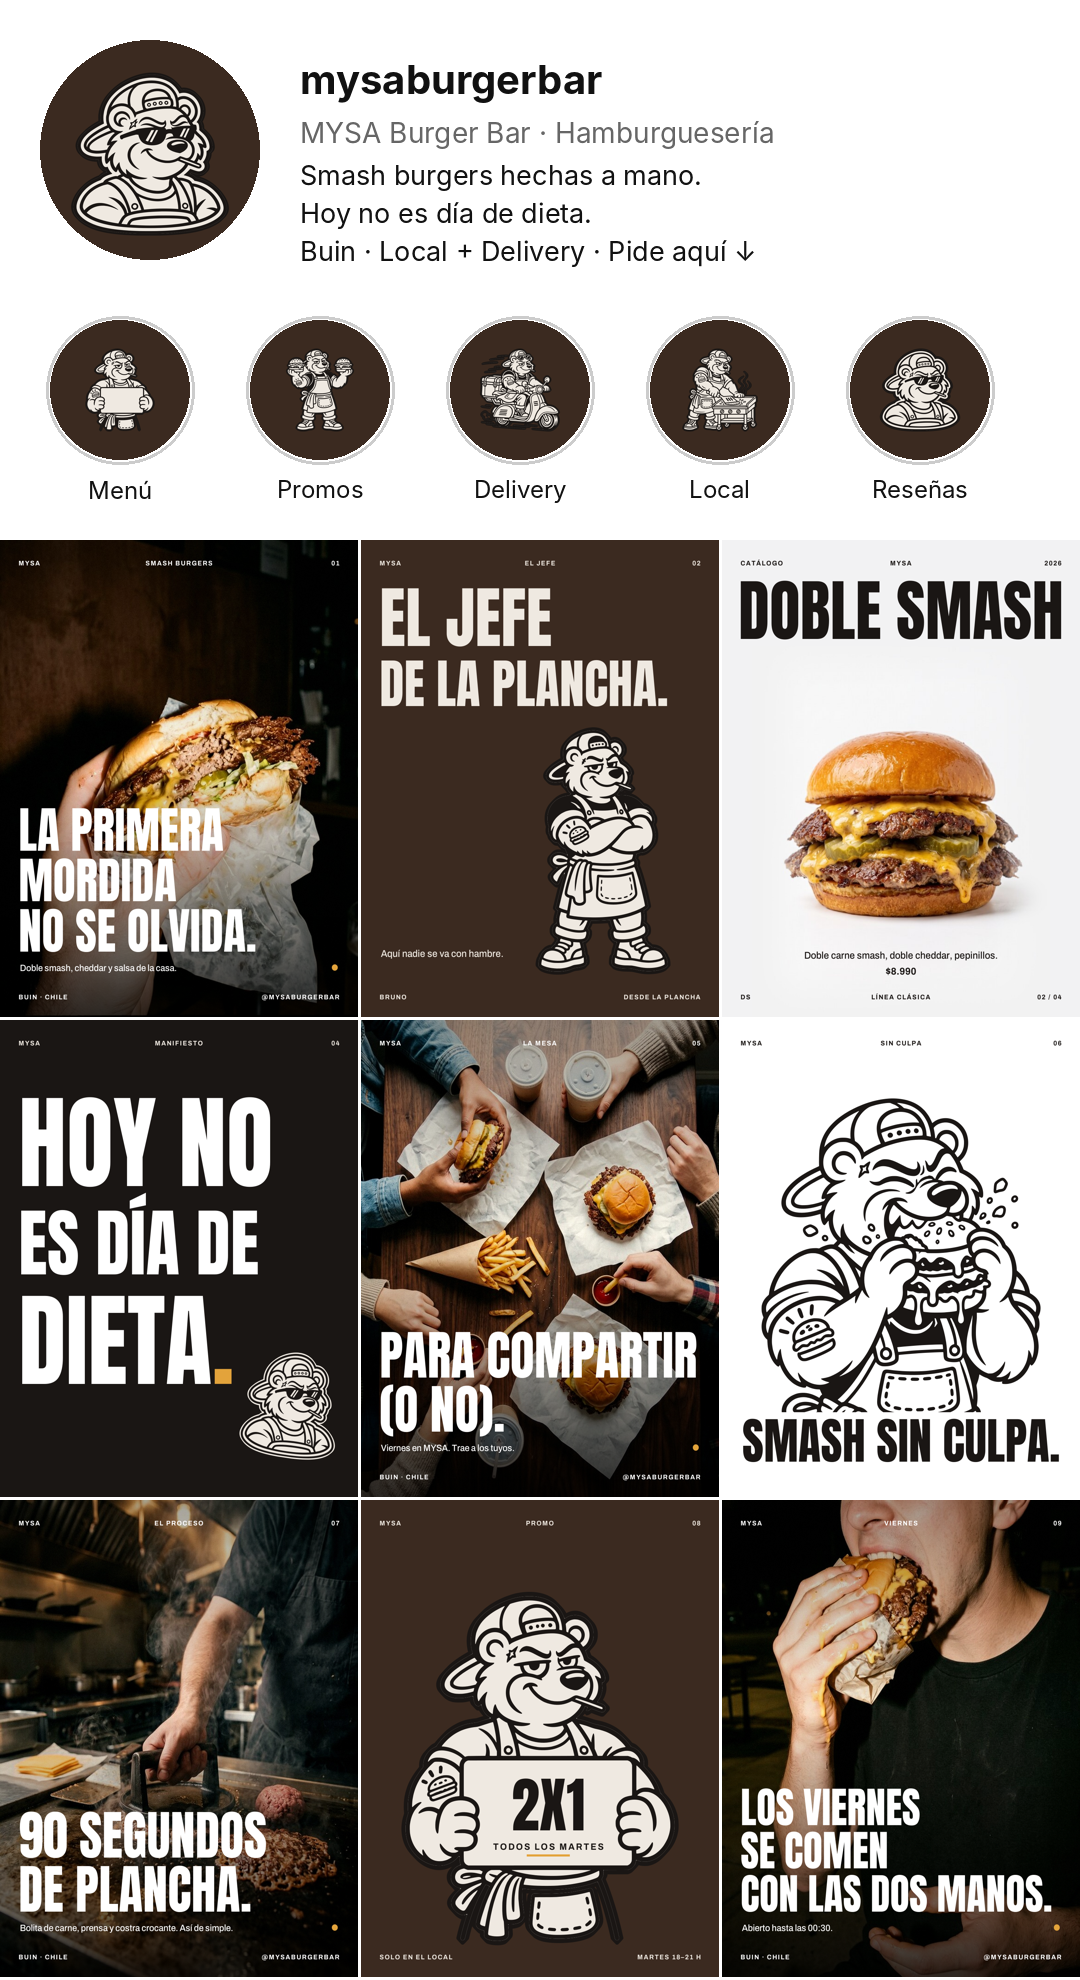 mysaburgerbar
MYSA Burger Bar · Hamburguesería
Smash burgers hechas a mano.
Hoy no es día de dieta.
Buin · Local + Delivery · Pide aquí ↓
Menú
Promos
Delivery
Local
Reseñas
MYSA SMASH BURGERS 01
LA PRIMERA
MORDIDA
NO SE OLVIDA.
Doble smash, cheddar y salsa de la casa.
BUIN · CHILE @MYSABURGERBAR
MYSA EL JEFE 02
EL JEFE
DE LA PLANCHA.
Aquí nadie se va con hambre.
BRUNO DESDE LA PLANCHA
CATÁLOGO MYSA 2026
DOBLE SMASH
Doble carne smash, doble cheddar, pepinillos.
$8.990
DS LÍNEA CLÁSICA 02 / 04
MYSA MANIFIESTO 04
HOY NO
ES DÍA DE
DIETA.
MYSA LA MESA 05
PARA COMPARTIR
(O NO).
Viernes en MYSA. Trae a los tuyos.
BUIN · CHILE @MYSABURGERBAR
MYSA SIN CULPA 06
SMASH SIN CULPA.
MYSA EL PROCESO 07
90 SEGUNDOS
DE PLANCHA.
Bolita de carne, prensa y costra crocante. Así de simple.
BUIN · CHILE @MYSABURGERBAR
MYSA PROMO 08
2X1
TODOS LOS MARTES
SOLO EN EL LOCAL MARTES 18–21 H
MYSA VIERNES 09
LOS VIERNES
SE COMEN
CON LAS DOS MANOS.
Abierto hasta las 00:30.
BUIN · CHILE @MYSABURGERBAR